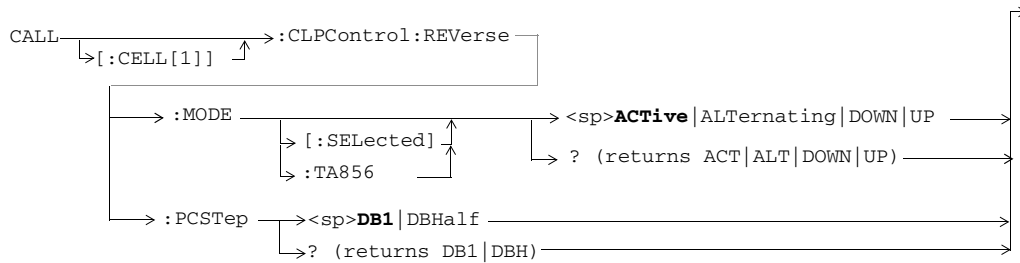 CALL :CLPControl:REVerse
[:CELL[1]]
:MODE <sp>ACTive|ALTernating|DOWN|UP
[:SELected] ? (returns ACT|ALT|DOWN|UP)
:TA856
:PCSTep <sp>DB1|DBHalf
? (returns DB1|DBH)